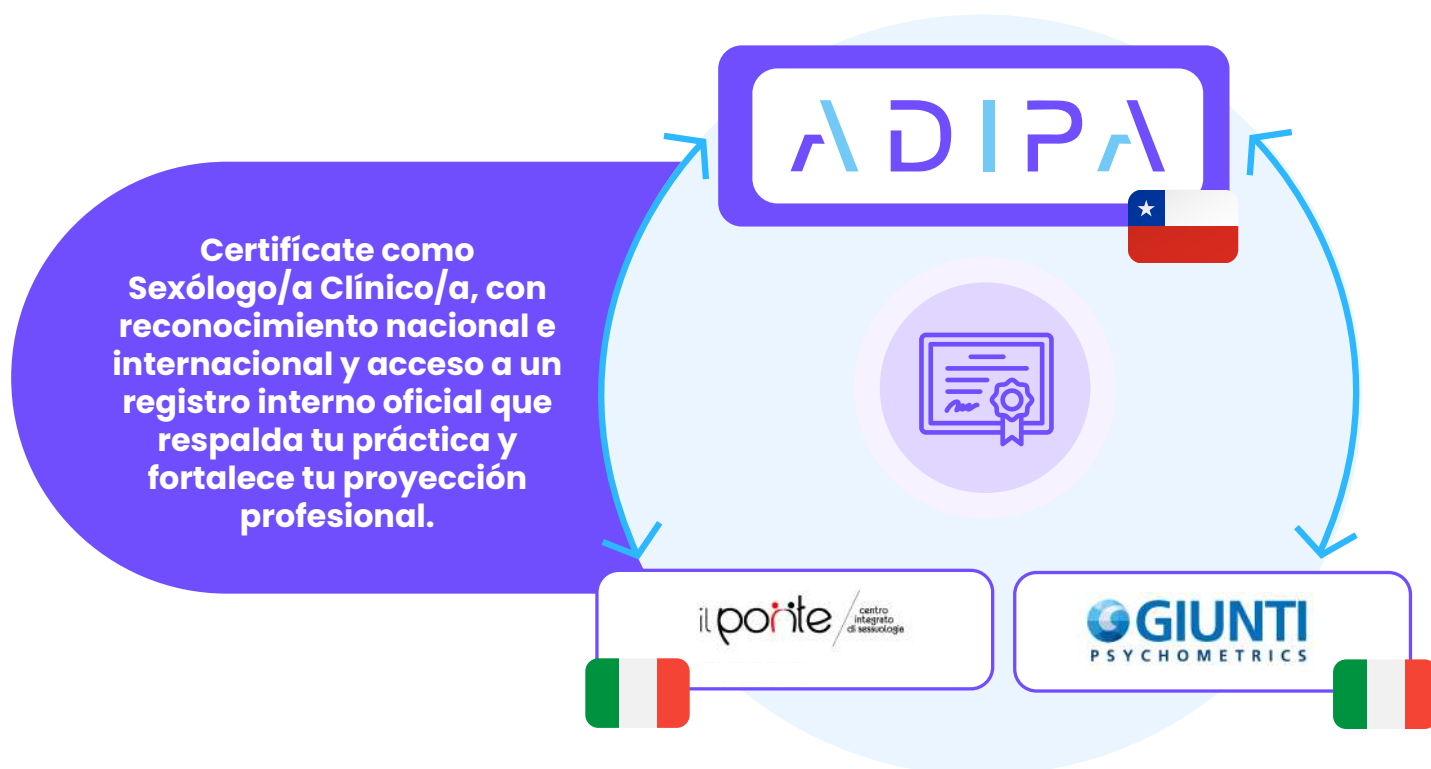 ADIPA
Certifícate como
Sexólogo/a Clínico/a, con
reconocimiento nacional e
internacional y acceso a un
registro interno oficial que
respalda tu práctica y
fortalece tu proyección
profesional.
il ponte
centro
integrato
di sessuologia
GIUNTI
PSYCHOMETRICS